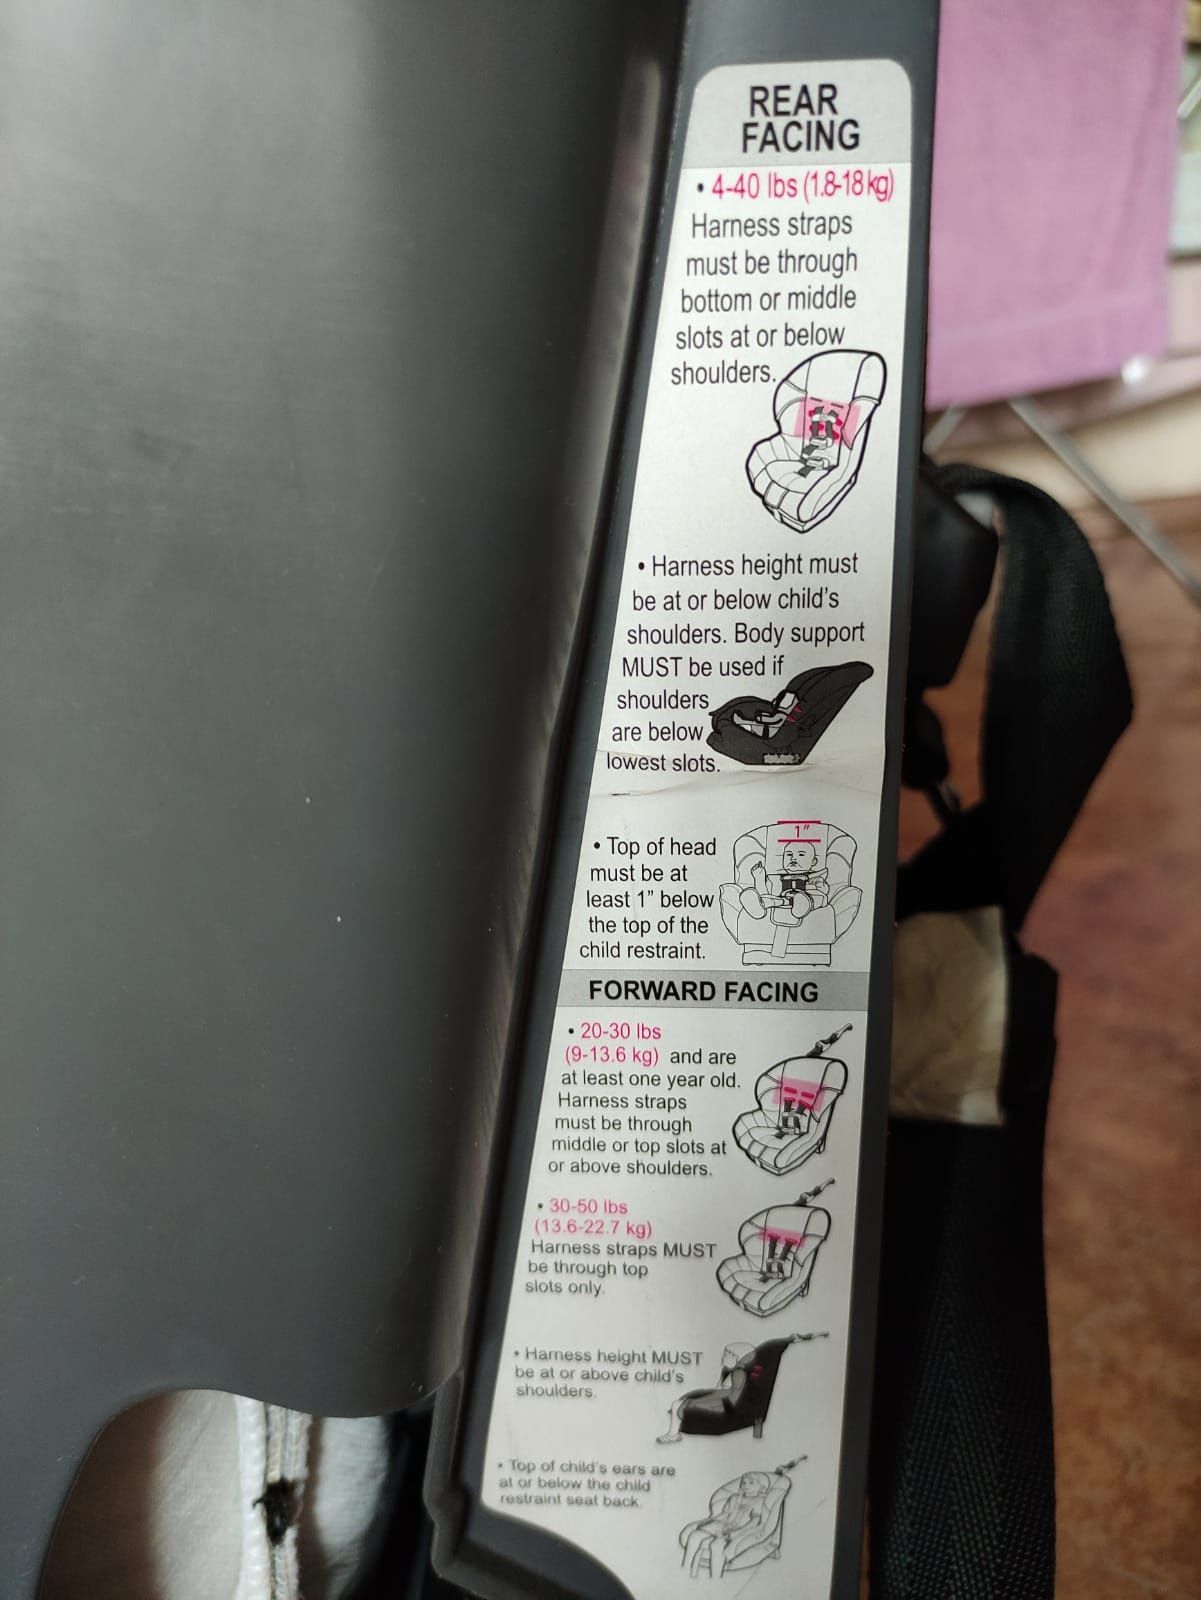 REAR
FACING
• 4-40 lbs (1.8-18 kg)
Harness straps
must be through
bottom or middle
slots at or below
shoulders.
• Harness height must
be at or below child's
shoulders. Body support
MUST be used if
shoulders
are below
lowest slots.
1"
• Top of head
must be at
least 1" below
the top of the
child restraint.
FORWARD FACING
• 20-30 lbs
(9-13.6 kg) and are
at least one year old.
Harness straps
must be through
middle or top slots at
or above shoulders.
• 30-50 lbs
(13.6-22.7 kg)
Harness straps MUST
be through top
slots only.
• Harness height MUST
be at or above child's
shoulders.
• Top of child's ears are
at or below the child
restraint seat back.